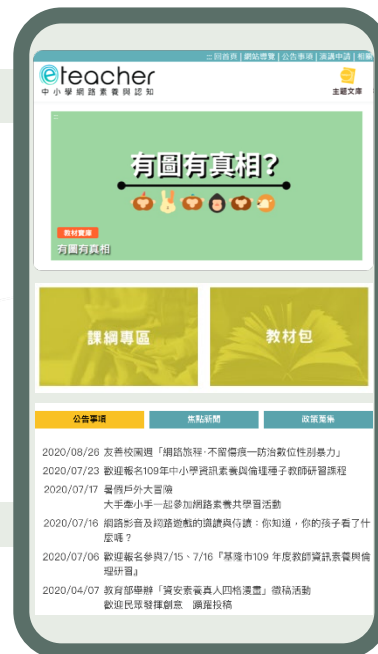 ::: 回首頁 | 網站導覽 | 公告事項 | 演講申請 | 相關
eteacher
中小學網路素養與認知
主題文庫
有圖有真相?
教材寶庫
有圖有真相
課綱專區
教材包
公告事項
焦點新聞
政策蒐集
2020/08/26 友善校園週「網路旅程‧不留傷痕—防治數位性別暴力」
2020/07/23 歡迎報名109年中小學資訊素養與倫理種子教師研習課程
2020/07/17 暑假戶外大冒險
大手牽小手一起參加網路素養共學習活動
2020/07/16 網路影音及網路遊戲的選讀與伴讀：你知道，你的孩子看了什
麼嗎？
2020/07/06 歡迎報名參與7/15、7/16『基隆市109 年度教師資訊素養與倫
理研習』
2020/04/07 教育部舉辦「資安素養真人四格漫畫」徵稿活動
歡迎民眾發揮創意 踴躍投稿